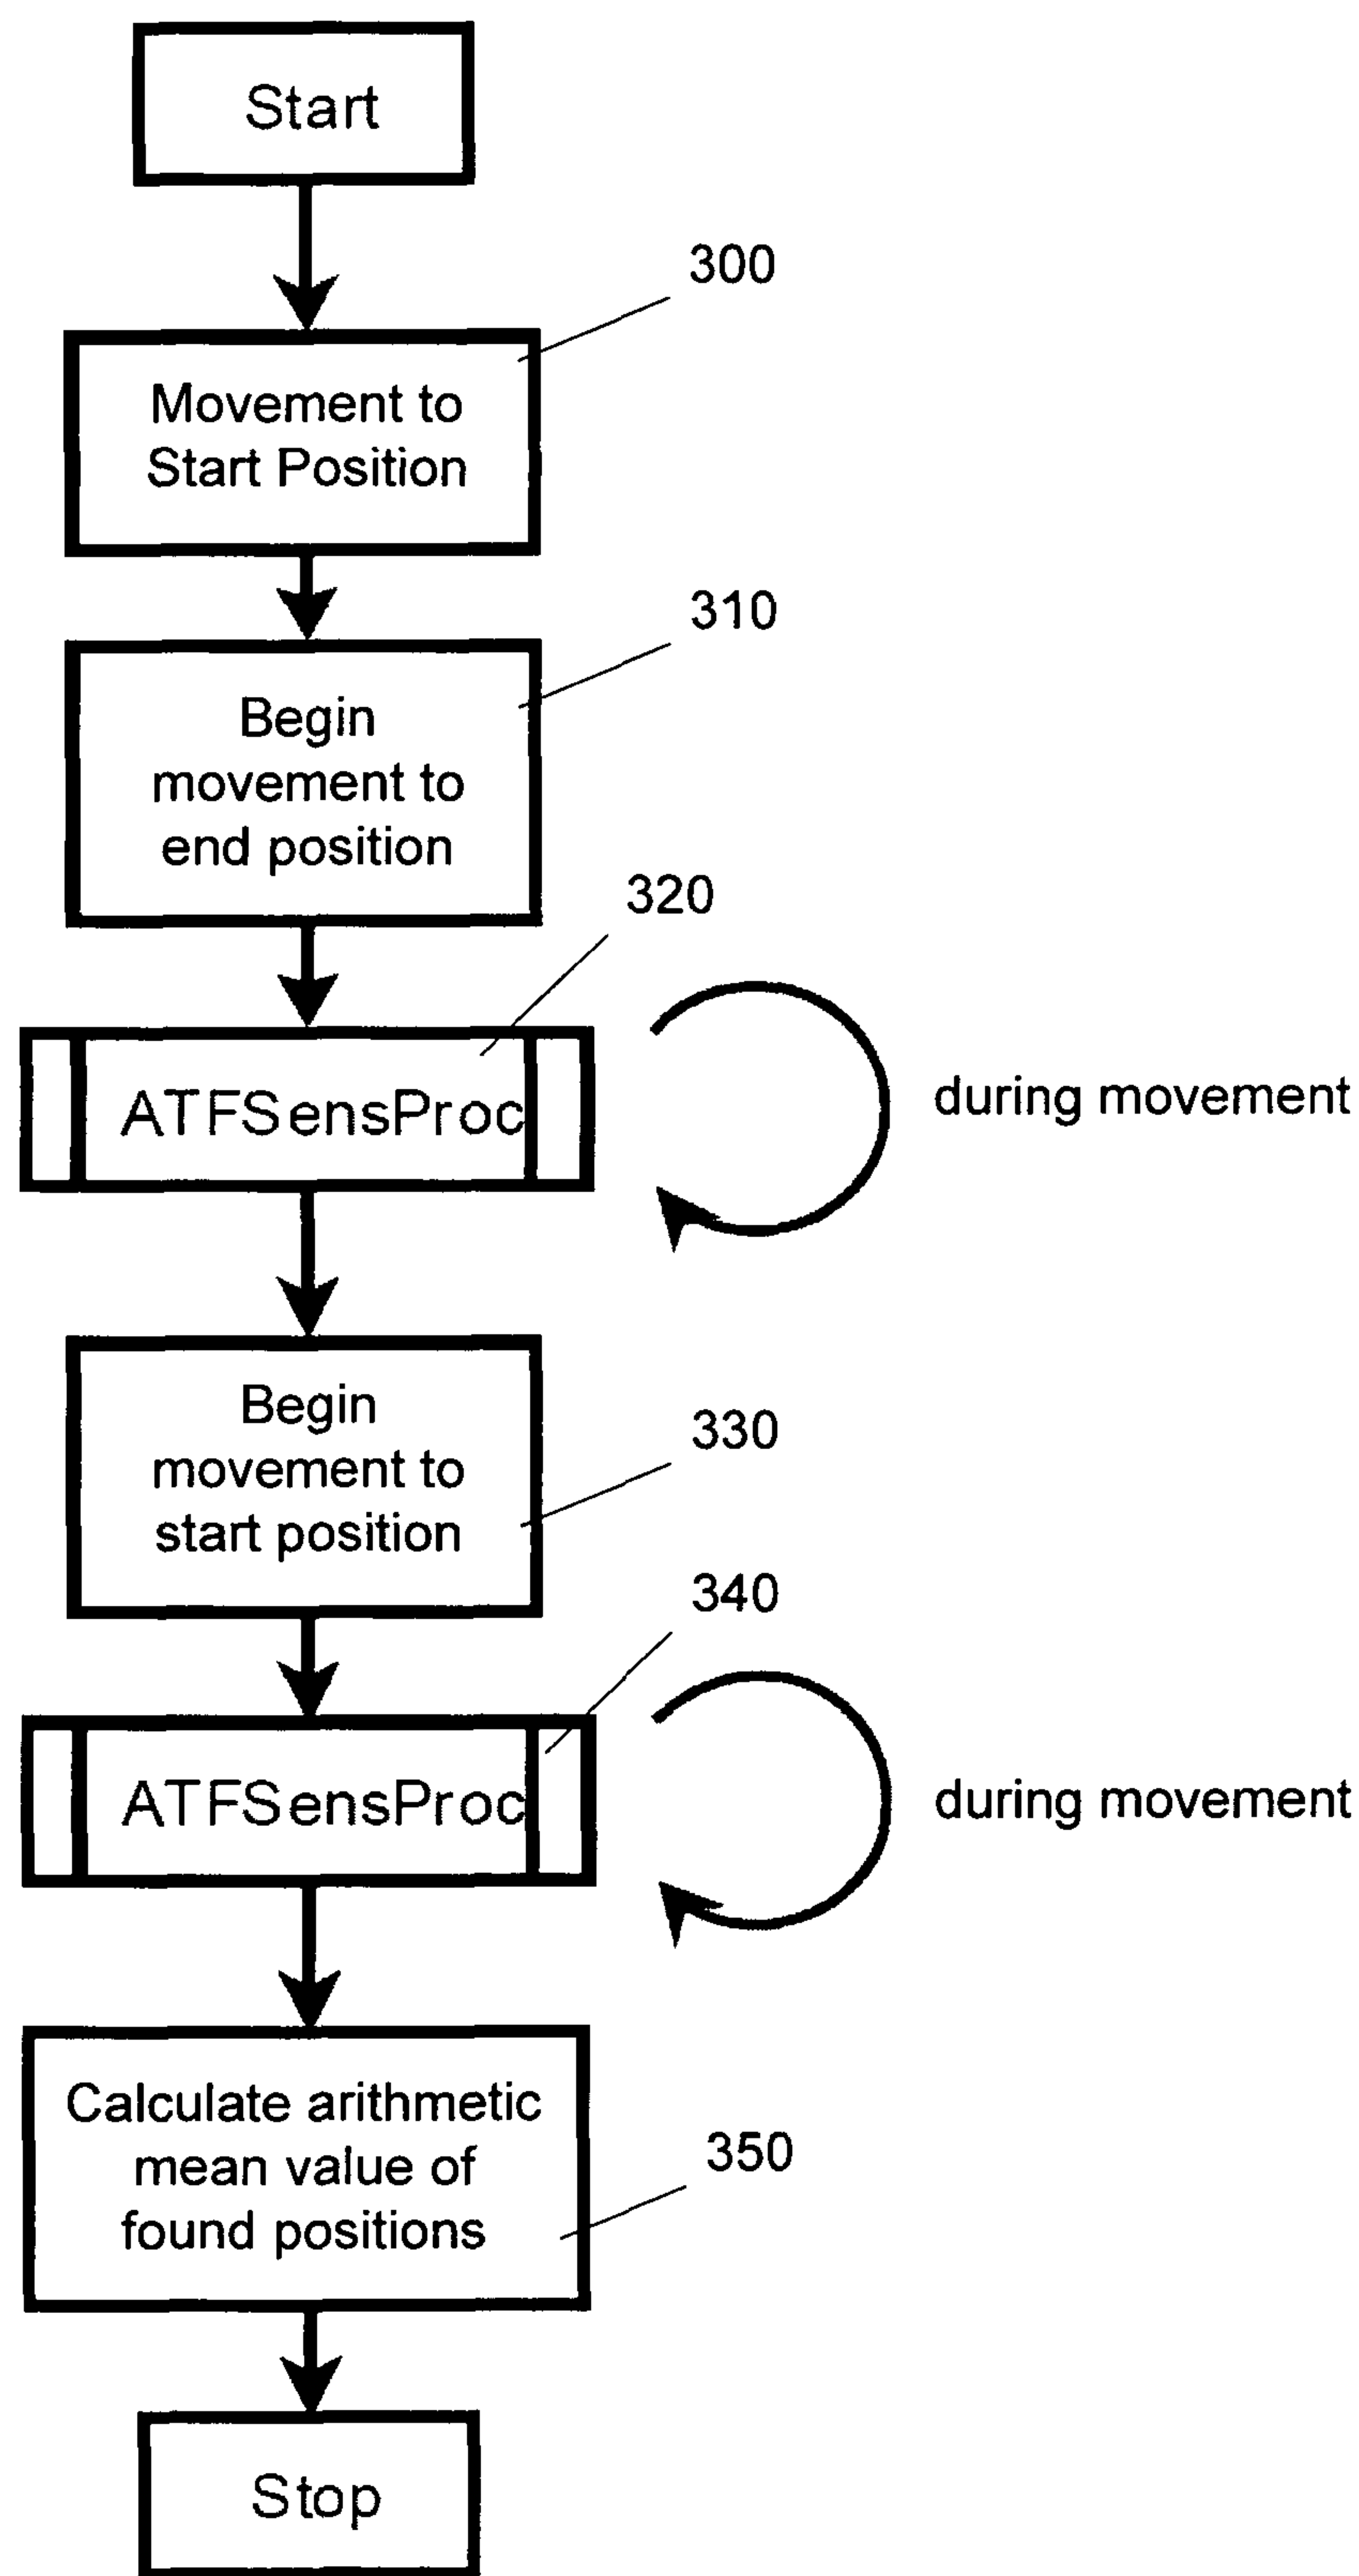 Start
300
Movement to
Start Position
310
Begin
movement to
end position
320
ATFSensProc
during movement
Begin
movement to
start position
330
340
ATFSensProc
during movement
Calculate arithmetic
mean value of
found positions
350
Stop